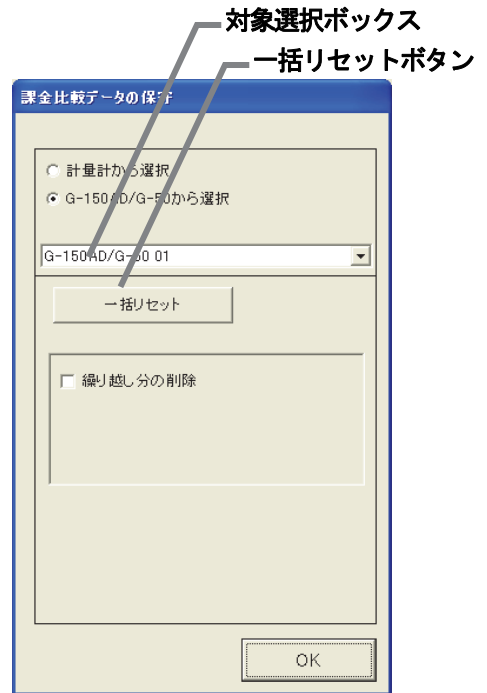 対象選択ボックス
一括リセットボタン
課金比較データの保守
計量計から選択
G-150AD/G-50から選択
G-150AD/G-50 01
一括リセット
繰り越し分の削除
OK